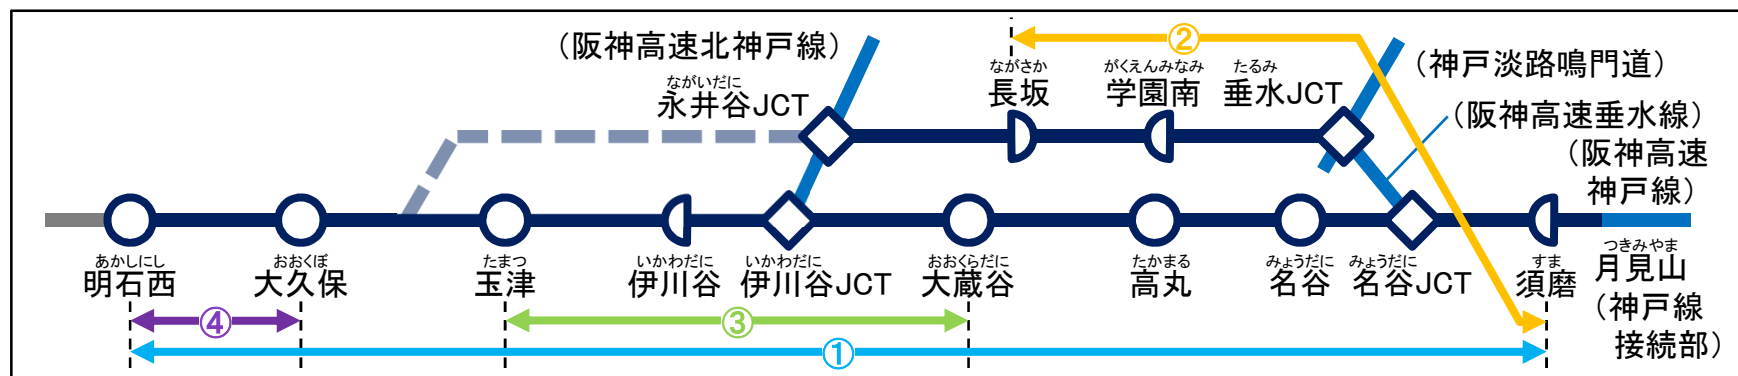 (阪神高速北神戸線)
ながいだに
永井谷JCT
②
ながさか
長坂
がくえんみなみ
学園南
たるみ
垂水JCT
(神戸淡路鳴門道)
(阪神高速垂水線)
(阪神高速
神戸線)
あかしにし
明石西
おおくぼ
大久保
たまつ
玉津
いかわだに
伊川谷
いかわだに
伊川谷JCT
おおくらだに
大蔵谷
たかまる
高丸
みょうだに
名谷
みょうだに
名谷JCT
すま
須磨
つきみやま
月見山
(神戸線
接続部)
④
③
①